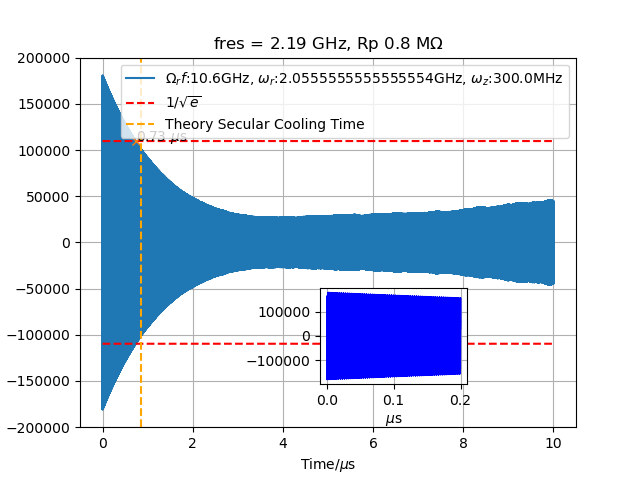 fres = 2.19 GHz, Rp 0.8 MΩ
200000
150000
100000
50000
0
−50000
−100000
−150000
−200000
Ω_rf:10.6GHz, ω_r:2.0555555555555554GHz, ω_z:300.0MHz
1/√e
Theory Secular Cooling Time
0.73 μs
100000
0
−100000
0.0 0.1 0.2
μs
0 2 4 6 8 10
Time/μs